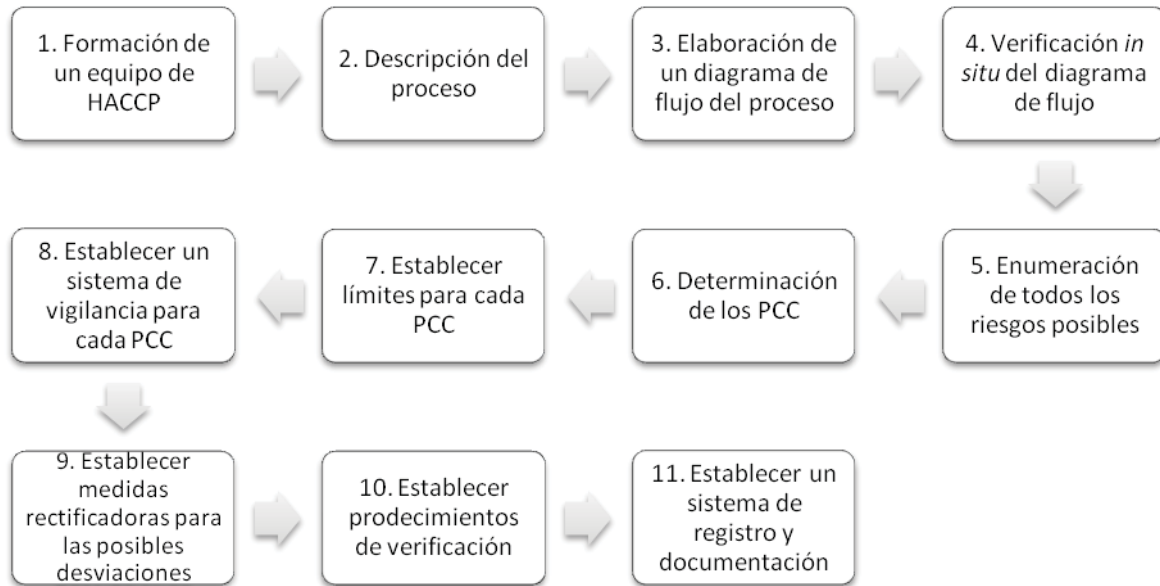 1. Formación de
un equipo de
HACCP
2. Descripción del
proceso
3. Elaboración de
un diagrama de
flujo del proceso
4. Verificación in
situ del diagrama
de flujo
5. Enumeración
de todos los
riesgos posibles
6. Determinación
de los PCC
7. Establecer
límites para cada
PCC
8. Establecer un
sistema de
vigilancia para
cada PCC
9. Establecer
medidas
rectificadoras para
las posibles
desviaciones
10. Establecer
prodecimientos
de verificación
11. Establecer un
sistema de
registro y
documentación